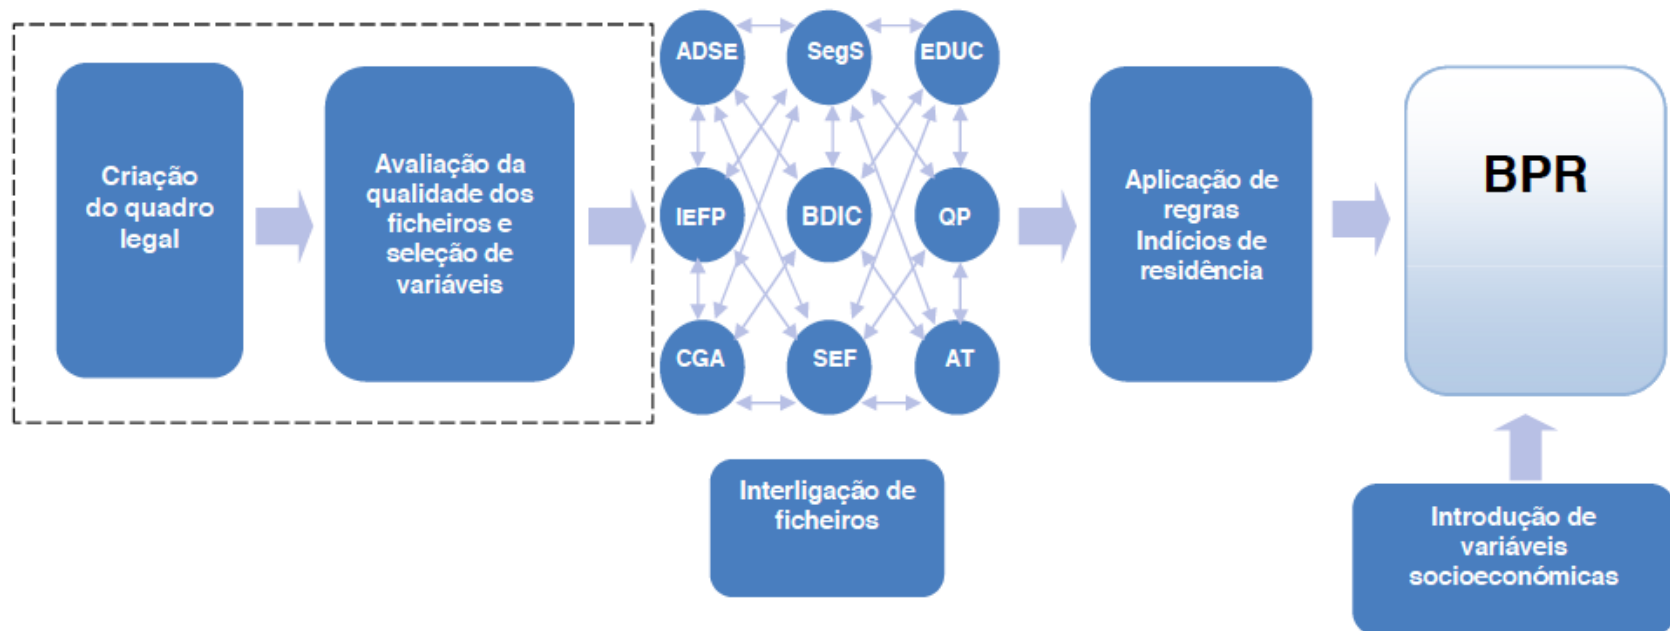 Criação
do quadro
legal
Avaliação da
qualidade dos
ficheiros e
seleção de
variáveis
ADSE
SegS
EDUC
IEFP
BDIC
QP
CGA
SEF
AT
Interligação de
ficheiros
Aplicação de
regras
Indícios de
residência
BPR
Introdução de
variáveis
socioeconómicas